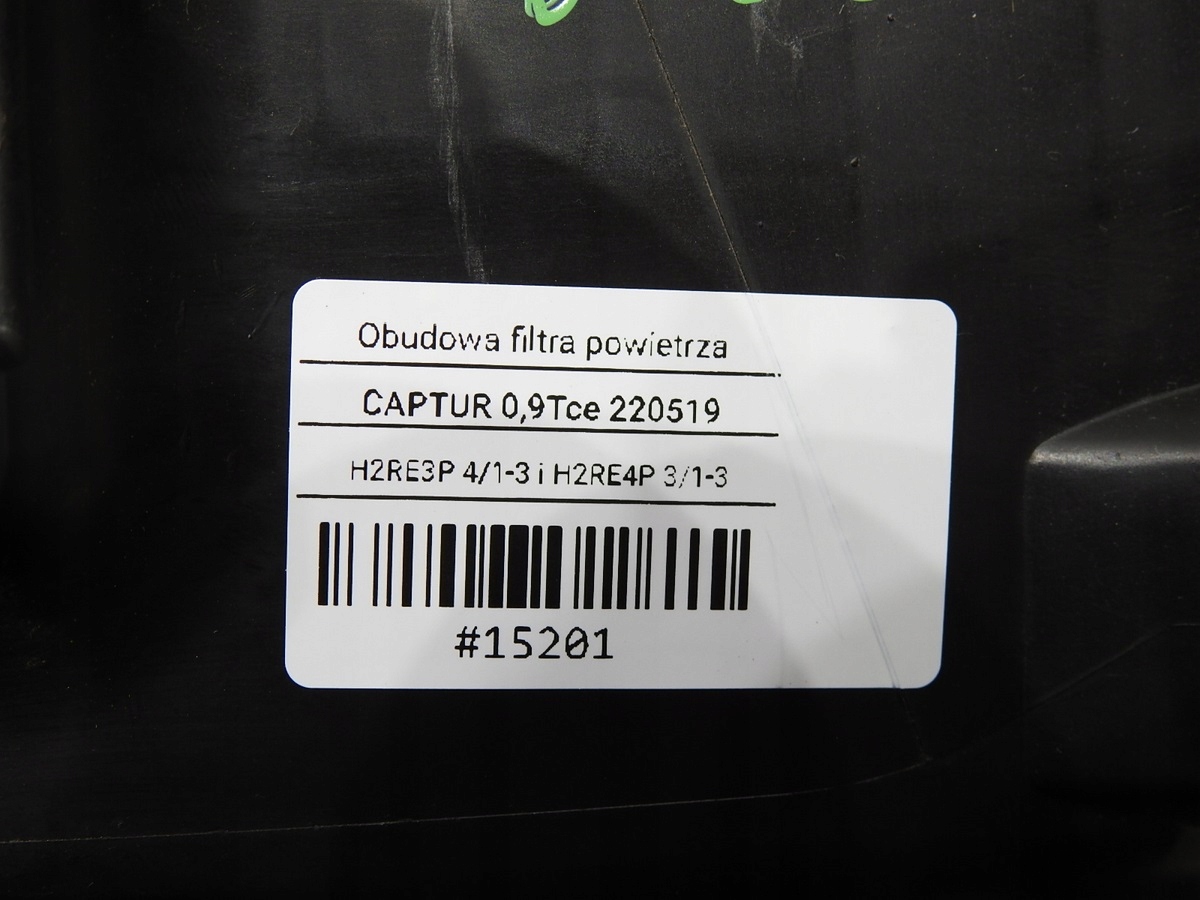 Obudowa filtra powietrza
CAPTUR 0,9Tce 220519
H2RE3P 4/1-3 i H2RE4P 3/1-3
#15201